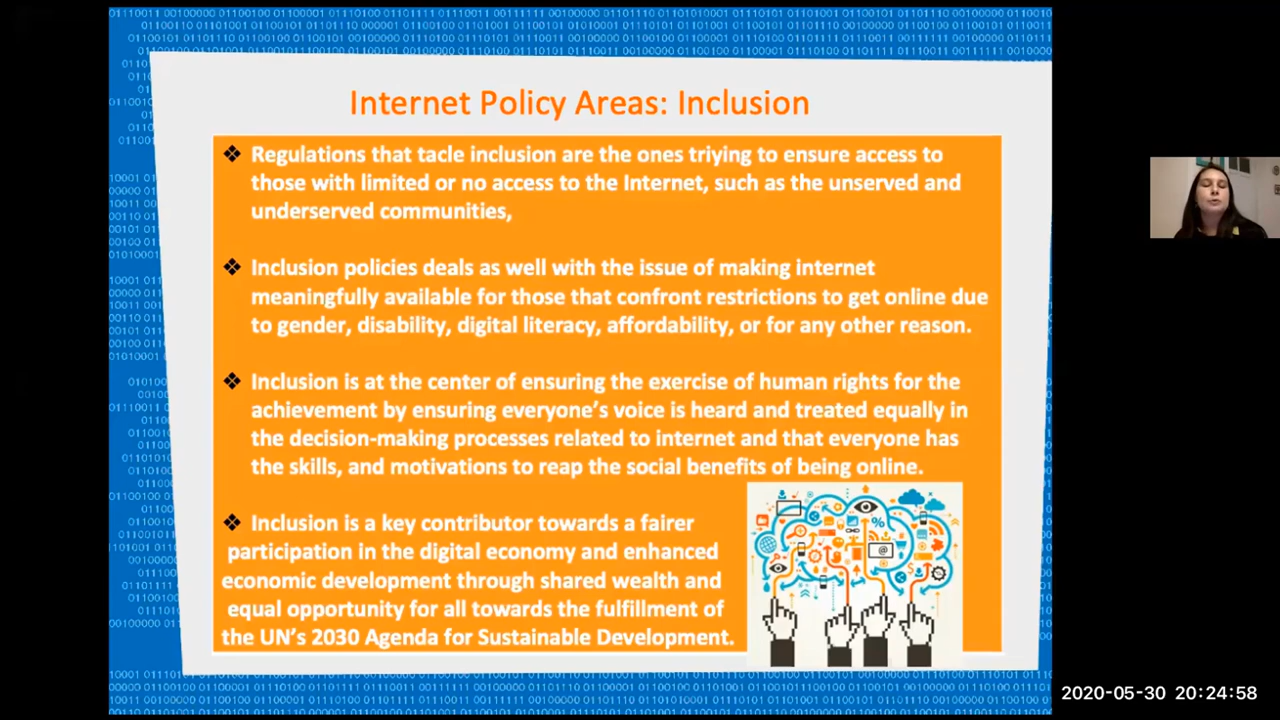 Internet Policy Areas: Inclusion
❖ Regulations that tacle inclusion are the ones triying to ensure access to
those with limited or no access to the Internet, such as the unserved and
underserved communities,
❖ Inclusion policies deals as well with the issue of making internet
meaningfully available for those that confront restrictions to get online due
to gender, disability, digital literacy, affordability, or for any other reason.
❖ Inclusion is at the center of ensuring the exercise of human rights for the
achievement by ensuring everyone's voice is heard and treated equally in
the decision-making processes related to internet and that everyone has
the skills, and motivations to reap the social benefits of being online.
❖ Inclusion is a key contributor towards a fairer
participation in the digital economy and enhanced
economic development through shared wealth and
equal opportunity for all towards the fulfillment of
the UN's 2030 Agenda for Sustainable Development.
2020-05-30 20:24:58